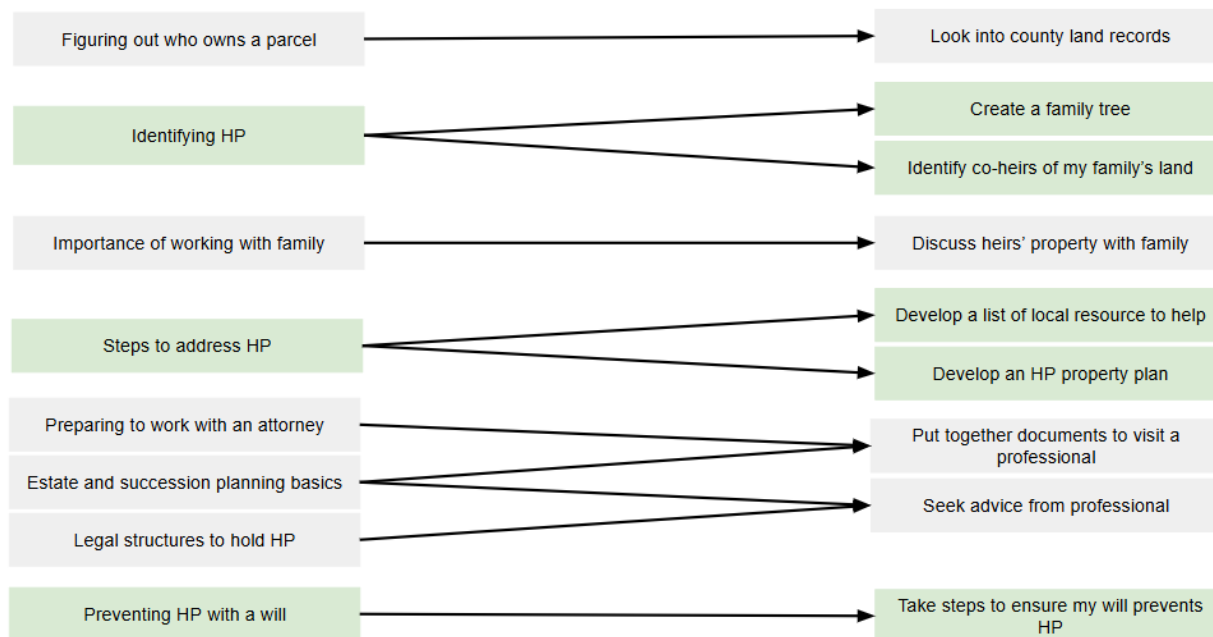 Figuring out who owns a parcel
Look into county land records
Identifying HP
Create a family tree
Identify co-heirs of my family's land
Importance of working with family
Discuss heirs' property with family
Steps to address HP
Develop a list of local resource to help
Develop an HP property plan
Preparing to work with an attorney
Estate and succession planning basics
Legal structures to hold HP
Put together documents to visit a
professional
Seek advice from professional
Preventing HP with a will
Take steps to ensure my will prevents
HP